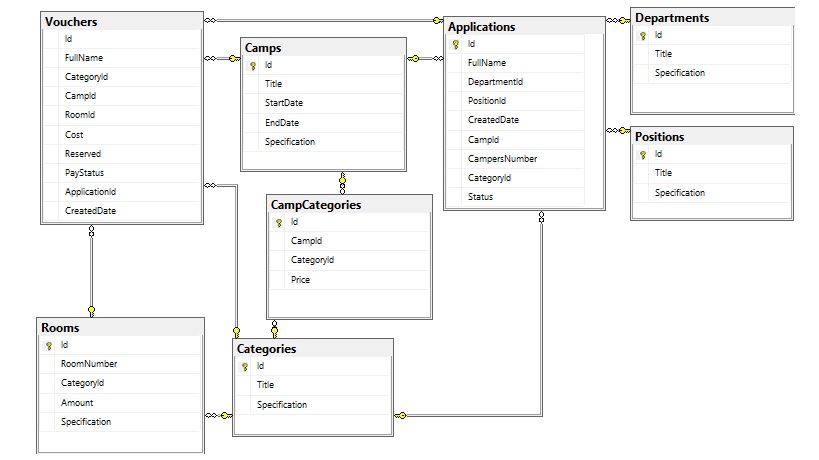 Vouchers
Id
FullName
CategoryId
CampId
RoomId
Cost
Reserved
PayStatus
ApplicationId
CreatedDate
Camps
Id
Title
StartDate
EndDate
Specification
Applications
Id
FullName
DepartmentId
PositionId
CreatedDate
CampId
CampersNumber
CategoryId
Status
Departments
Id
Title
Specification
Positions
Id
Title
Specification
CampCategories
Id
CampId
CategoryId
Price
Rooms
Id
RoomNumber
CategoryId
Amount
Specification
Categories
Id
Title
Specification